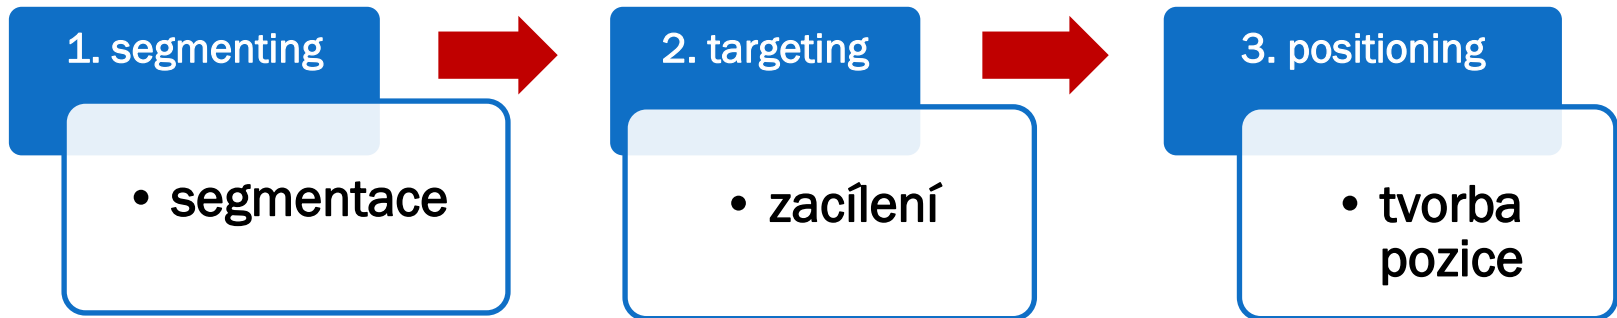 1. segmenting
• segmentace
2. targeting
• zacílení
3. positioning
• tvorba
pozice